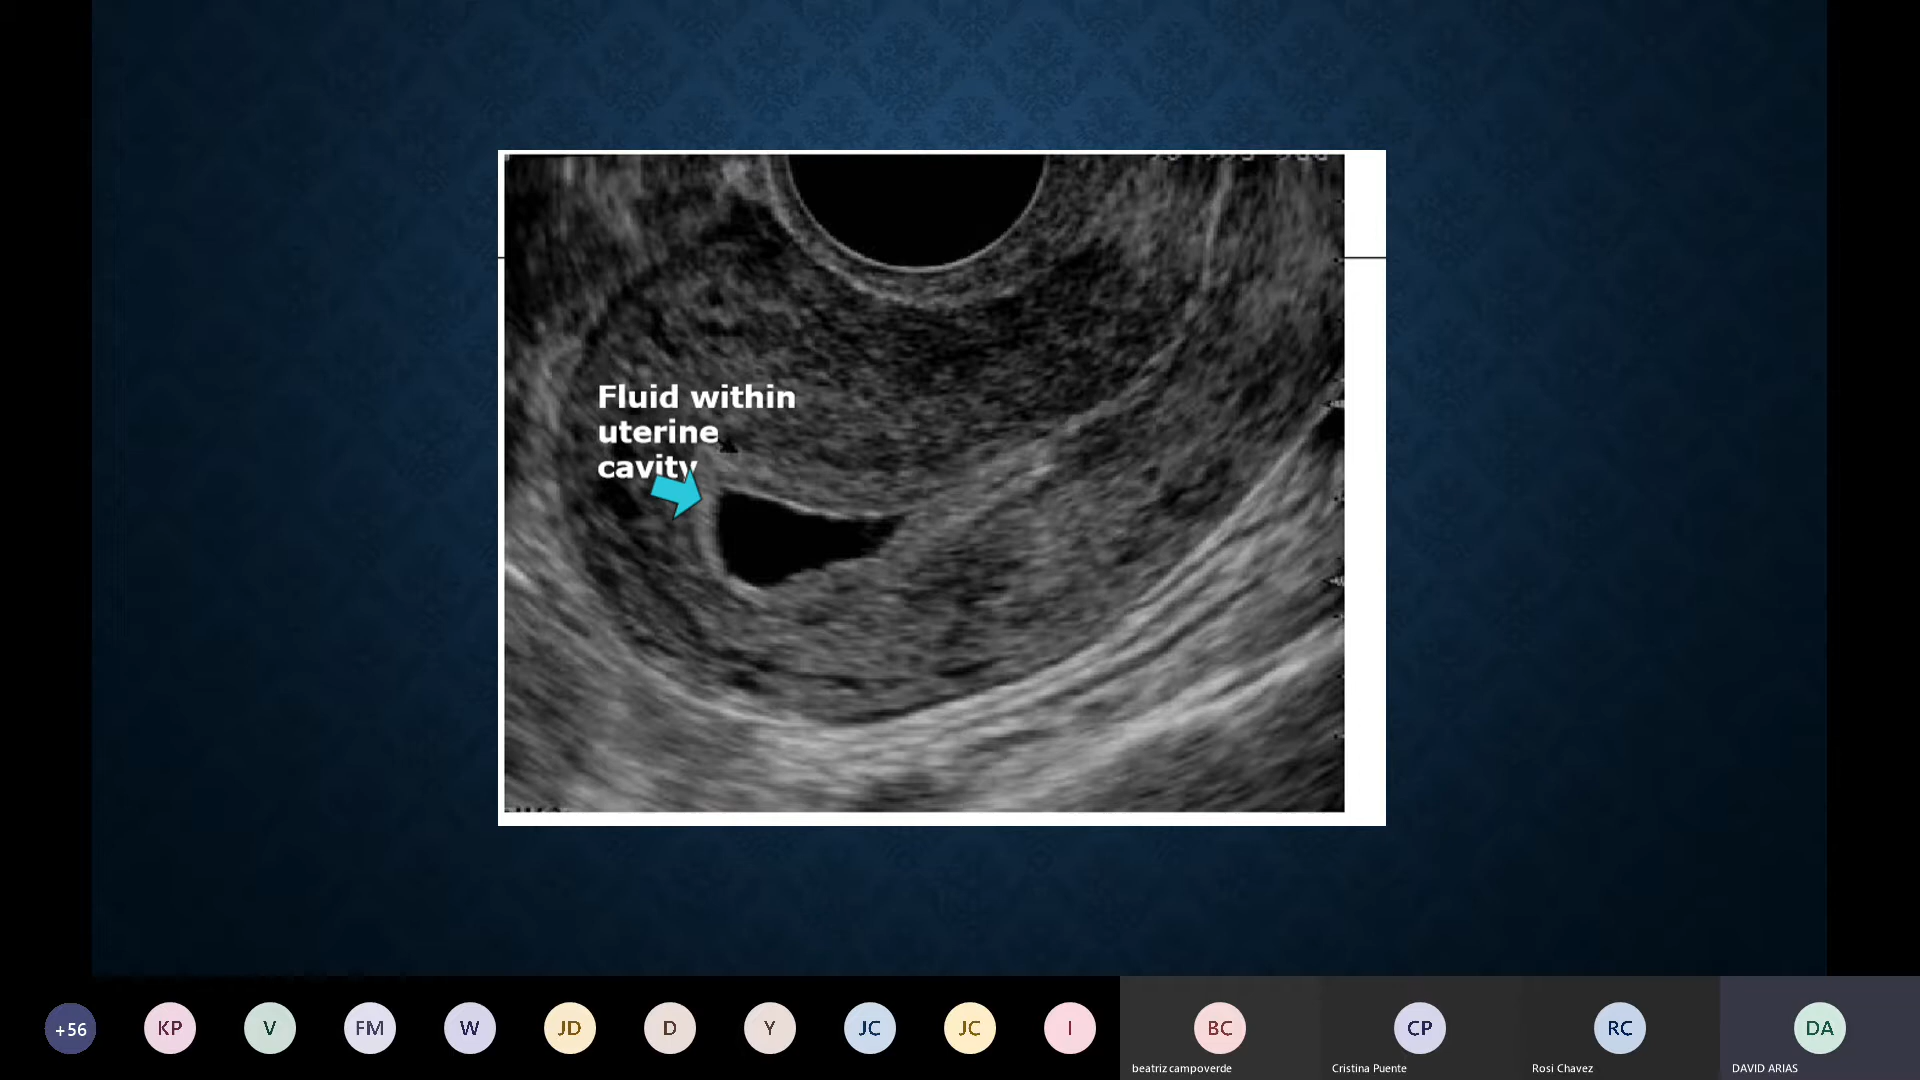 Fluid within
uterine
cavity
+56
KP
V
FM
W
JD
D
Y
JC
JC
I
BC
CP
RC
DA
beatriz campoverde
Cristina Puente
Rosi Chavez
DAVID ARIAS